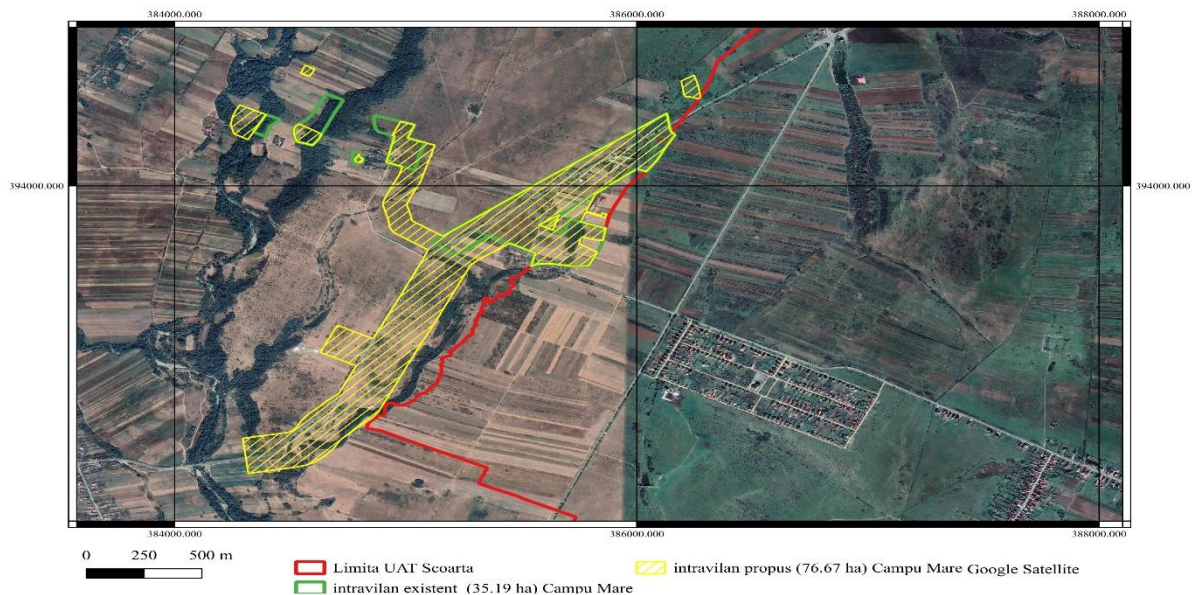 384000.000 386000.000 388000.000
394000.000 394000.000
384000.000 386000.000 388000.000
0 250 500 m
Limita UAT Scoarta intravilan propus (76.67 ha) Campu Mare Google Satellite
intravilan existent (35.19 ha) Campu Mare